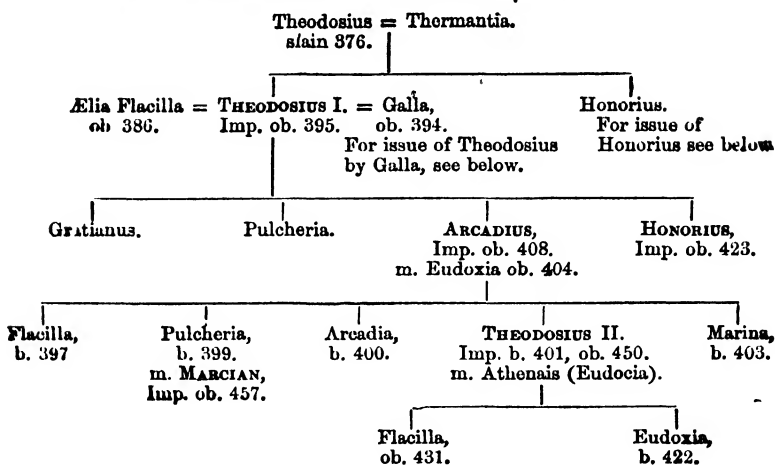 Theodosius = Thermantia.
slain 376.
Ælia Flacilla = THEODOSIUS I. = Galla, Honorius.
ob 386. Imp. ob. 395. ob. 394. For issue of
For issue of Theodosius Honorius see below
by Galla, see below.
Gratianus. Pulcheria. ARCADIUS, HONORIUS,
Imp. ob. 408. Imp. ob. 423.
m. Eudoxia ob. 404.
Flacilla, Pulcheria, Arcadia, THEODOSIUS II. Marina,
b. 397 b. 399. b. 400. Imp. b. 401, ob. 450. b. 403.
m. MARCIAN, m. Athenais (Eudocia).
Imp. ob. 457.
Flacilla, Eudoxia,
ob. 431. b. 422.